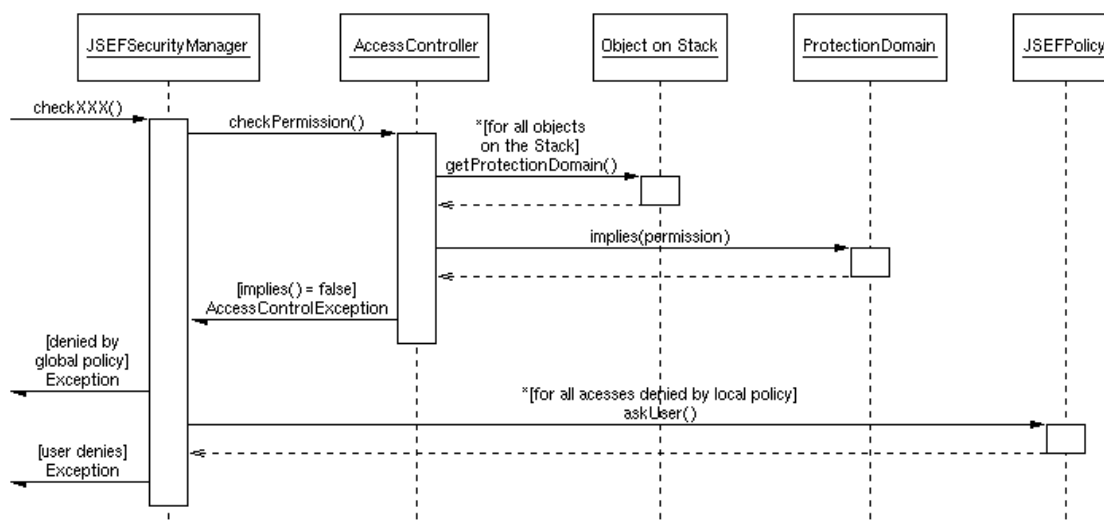 JSEFSecurityManager
AccessController
Object on Stack
ProtectionDomain
JSEFPolicy
checkXXX()
checkPermission()
*[for all objects
on the Stack]
getProtectionDomain()
implies(permission)
[implies() = false]
AccessControlException
[denied by
global policy]
Exception
*[for all acesses denied by local policy]
askUser()
[user denies]
Exception